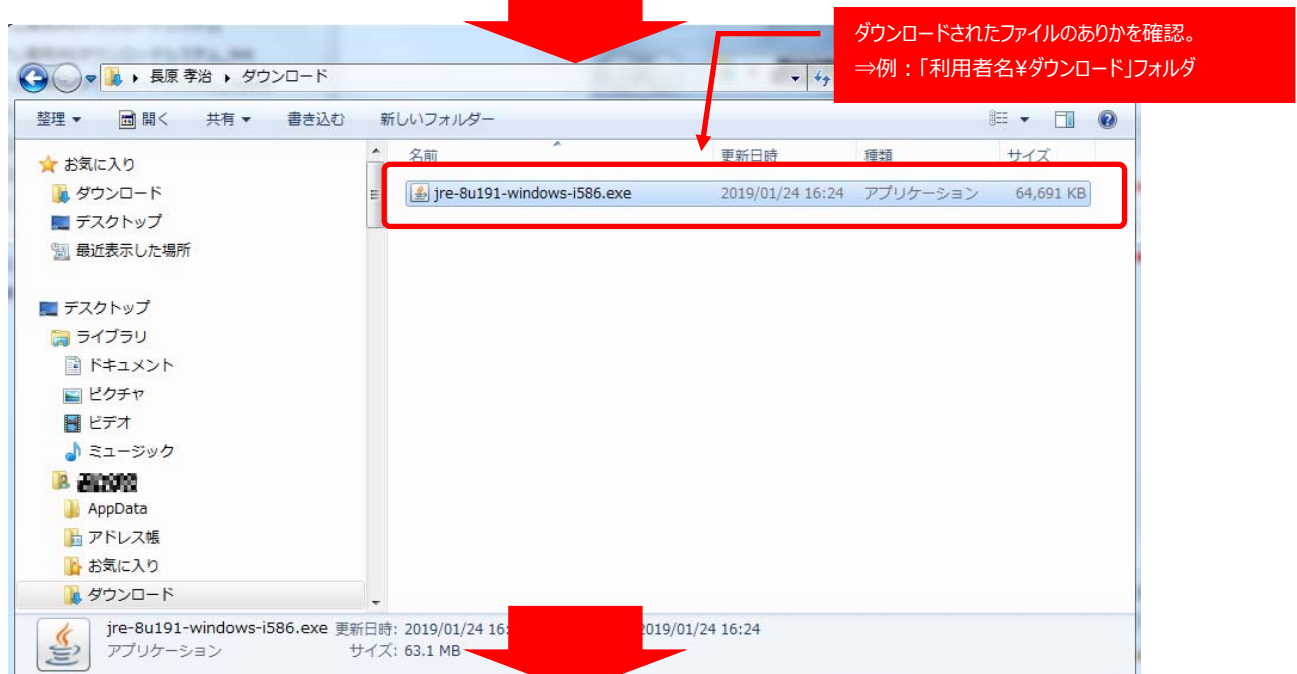 ダウンロードされたファイルのありかを確認。
⇒例：「利用者名¥ダウンロード」フォルダ
長原 孝治 ダウンロード
整理 開く 共有 書き込む 新しいフォルダー
名前 更新日時 種類 サイズ
jre-8u191-windows-i586.exe 2019/01/24 16:24 アプリケーション 64,691 KB
お気に入り
ダウンロード
デスクトップ
最近表示した場所
デスクトップ
ライブラリ
ドキュメント
ピクチャ
ビデオ
ミュージック
AppData
アドレス帳
お気に入り
ダウンロード
jre-8u191-windows-i586.exe 更新日時: 2019/01/24 16: 2019/01/24 16:24
アプリケーション サイズ: 63.1 MB